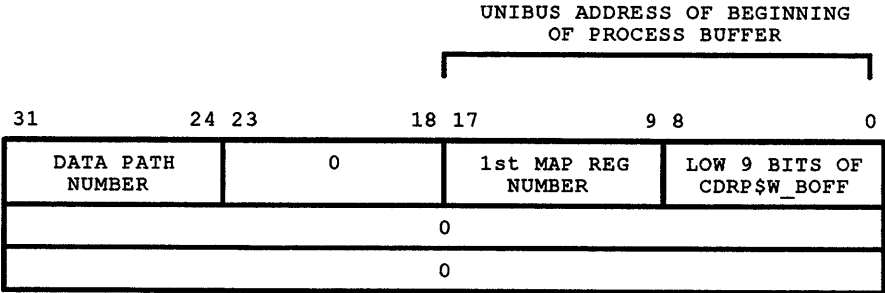 UNIBUS ADDRESS OF BEGINNING
OF PROCESS BUFFER
31 24 23 18 17 9 8 0
DATA PATH 0 1st MAP REG LOW 9 BITS OF
NUMBER NUMBER CDRP$W_BOFF
0
0